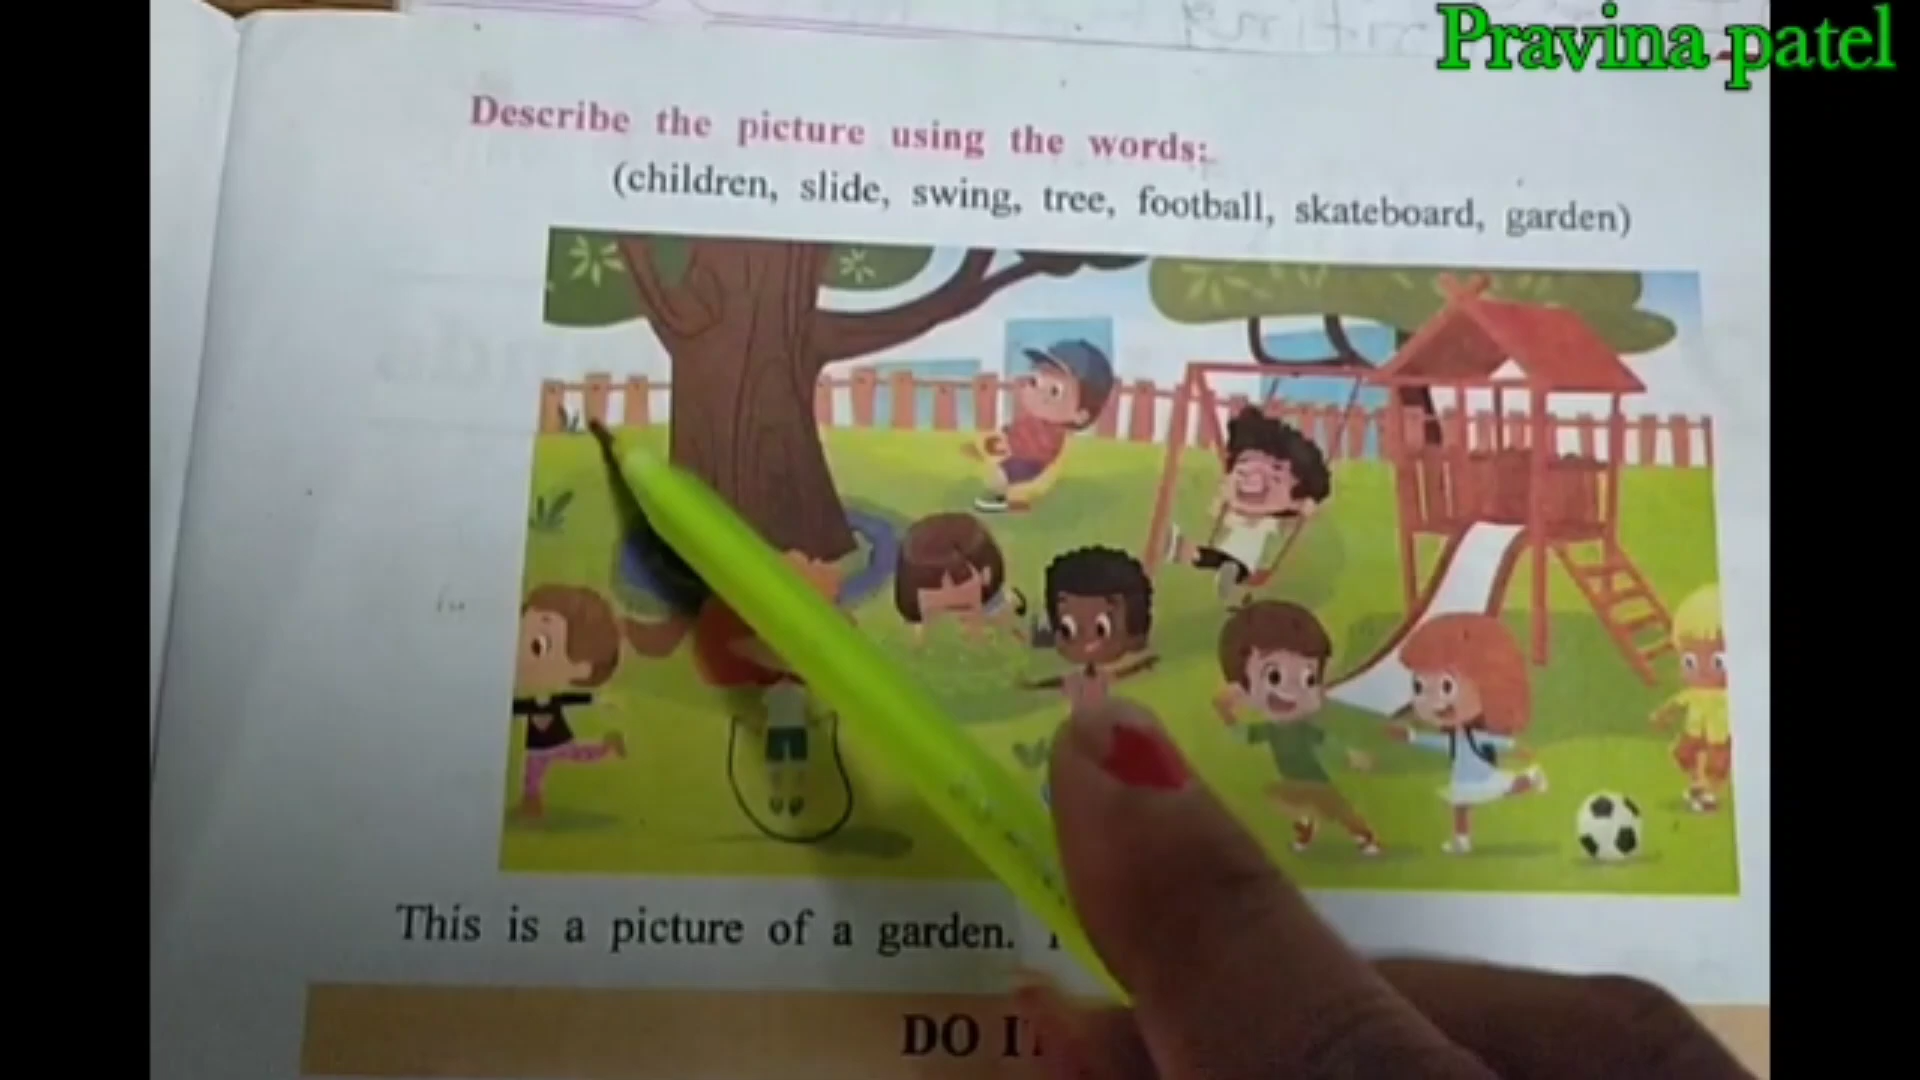 Pravina patel
Describe the picture using the words:
(children, slide, swing, tree, football, skateboard, garden)
This is a picture of a garden.
DO